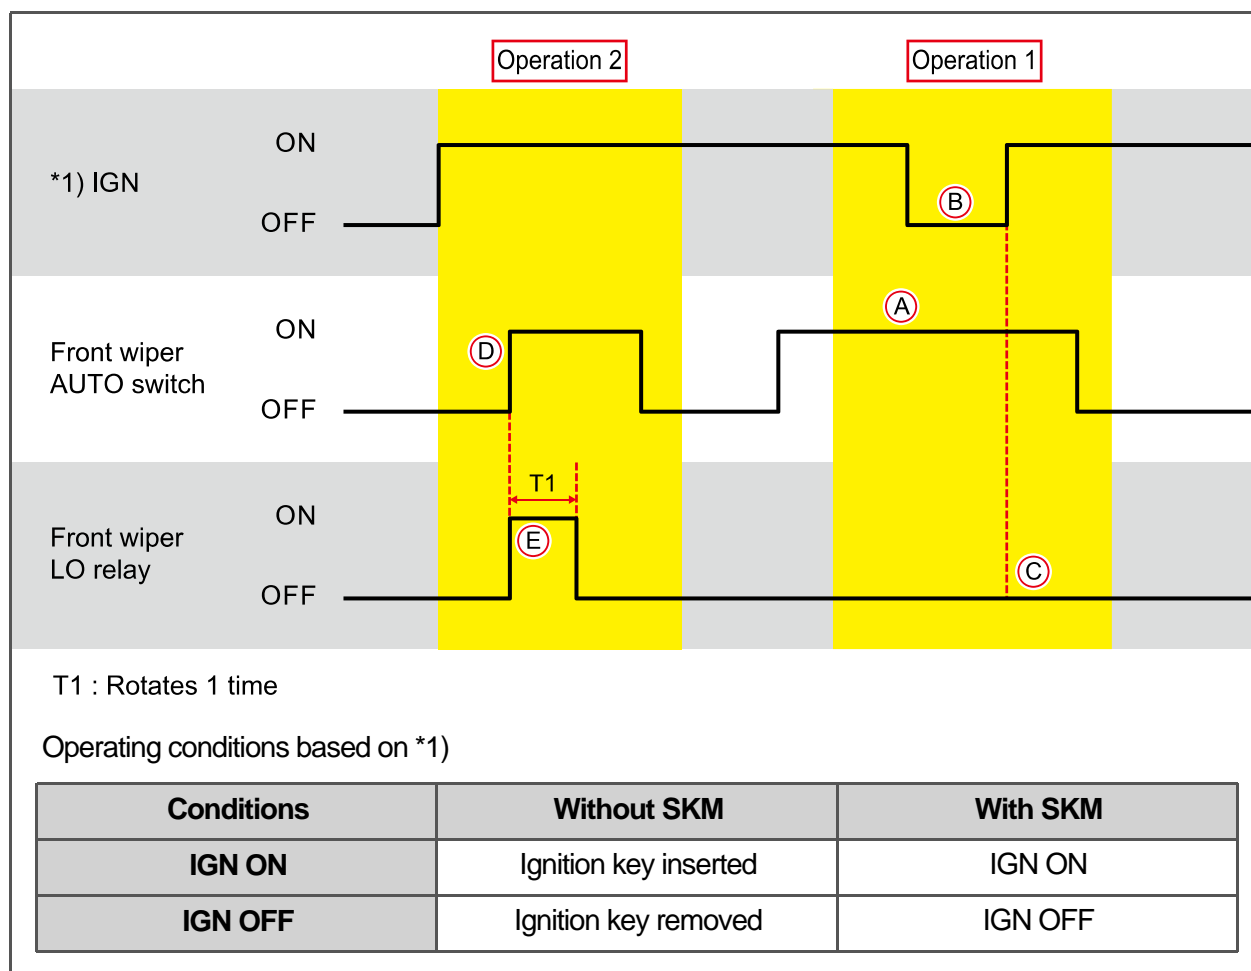 Operation 2 Operation 1
ON
*1) IGN
B
OFF
A
ON
Front wiper
D
AUTO switch
OFF
T1
ON
Front wiper
E
LO relay
C
OFF
T1 : Rotates 1 time
Operating conditions based on *1)
Conditions Without SKM With SKM
IGN ON Ignition key inserted IGN ON
IGN OFF Ignition key removed IGN OFF